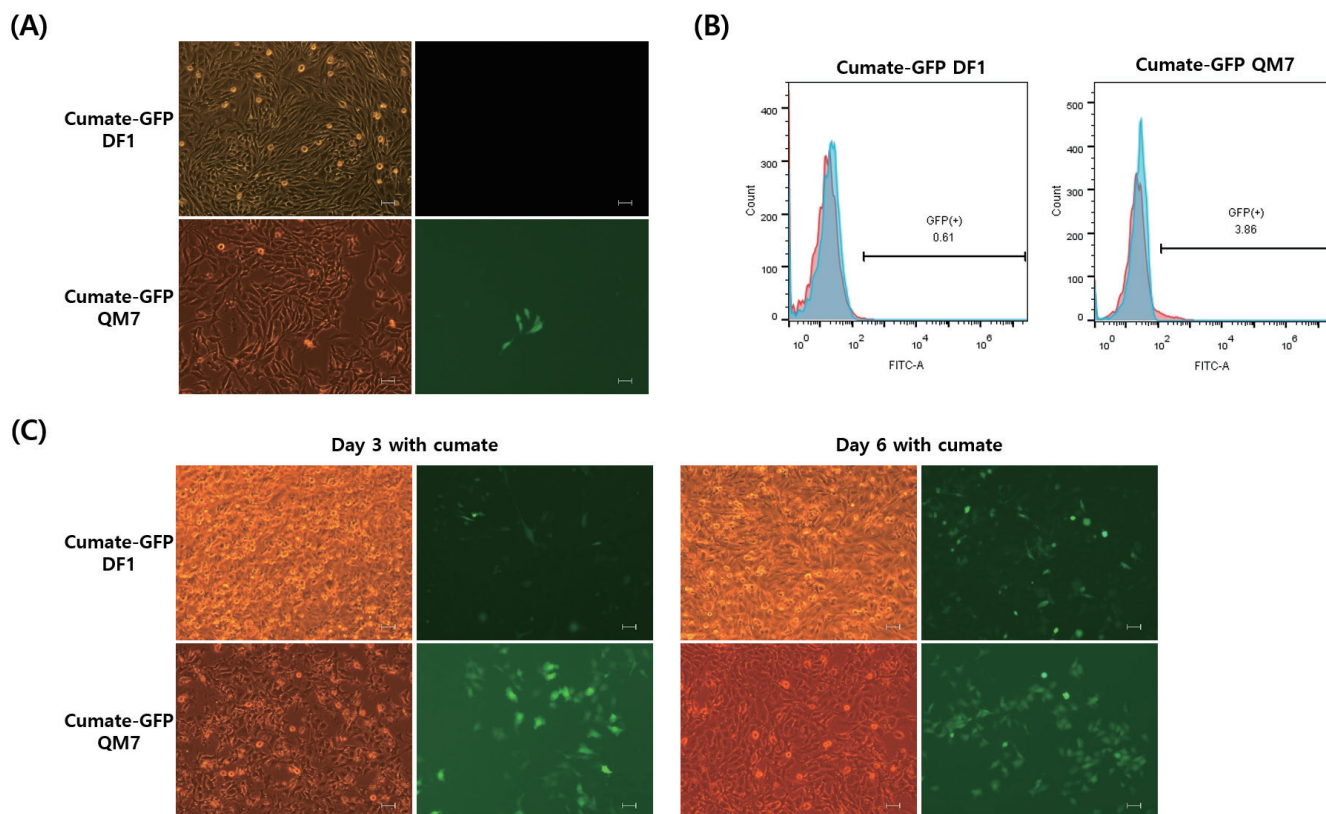 (A)
Cumate-GFP
DF1
Cumate-GFP
QM7
(B)
Cumate-GFP DF1
400
300
200
100
0
Count
GFP(+)
0.61
10^0
10^2
10^4
10^6
FITC-A
Cumate-GFP QM7
500
400
300
200
100
0
Count
GFP(+)
3.86
10^0
10^2
10^4
10^6
FITC-A
(C)
Day 3 with cumate
Day 6 with cumate
Cumate-GFP
DF1
Cumate-GFP
QM7